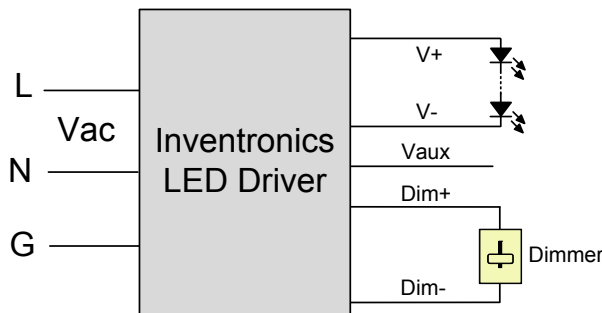 L
Vac
N
G
Inventronics
LED Driver
V+
V-
Vaux
Dim+
Dimmer
Dim-